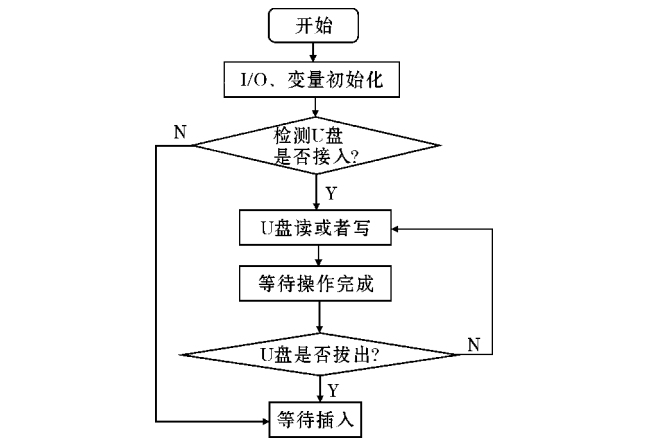 开始
I/O、变量初始化
N
检测U盘
是否接入?
Y
U盘读或者写
等待操作完成
U盘是否拔出?
N
Y
等待插入